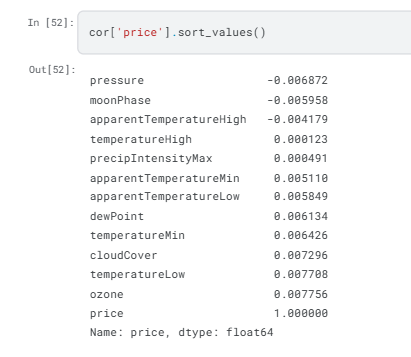 In [52]:
cor['price'].sort_values()
Out[52]:
pressure -0.006872
moonPhase -0.005958
apparentTemperatureHigh -0.004179
temperatureHigh 0.000123
precipIntensityMax 0.000491
apparentTemperatureMin 0.005110
apparentTemperatureLow 0.005849
dewPoint 0.006134
temperatureMin 0.006426
cloudCover 0.007296
temperatureLow 0.007708
ozone 0.007756
price 1.000000
Name: price, dtype: float64